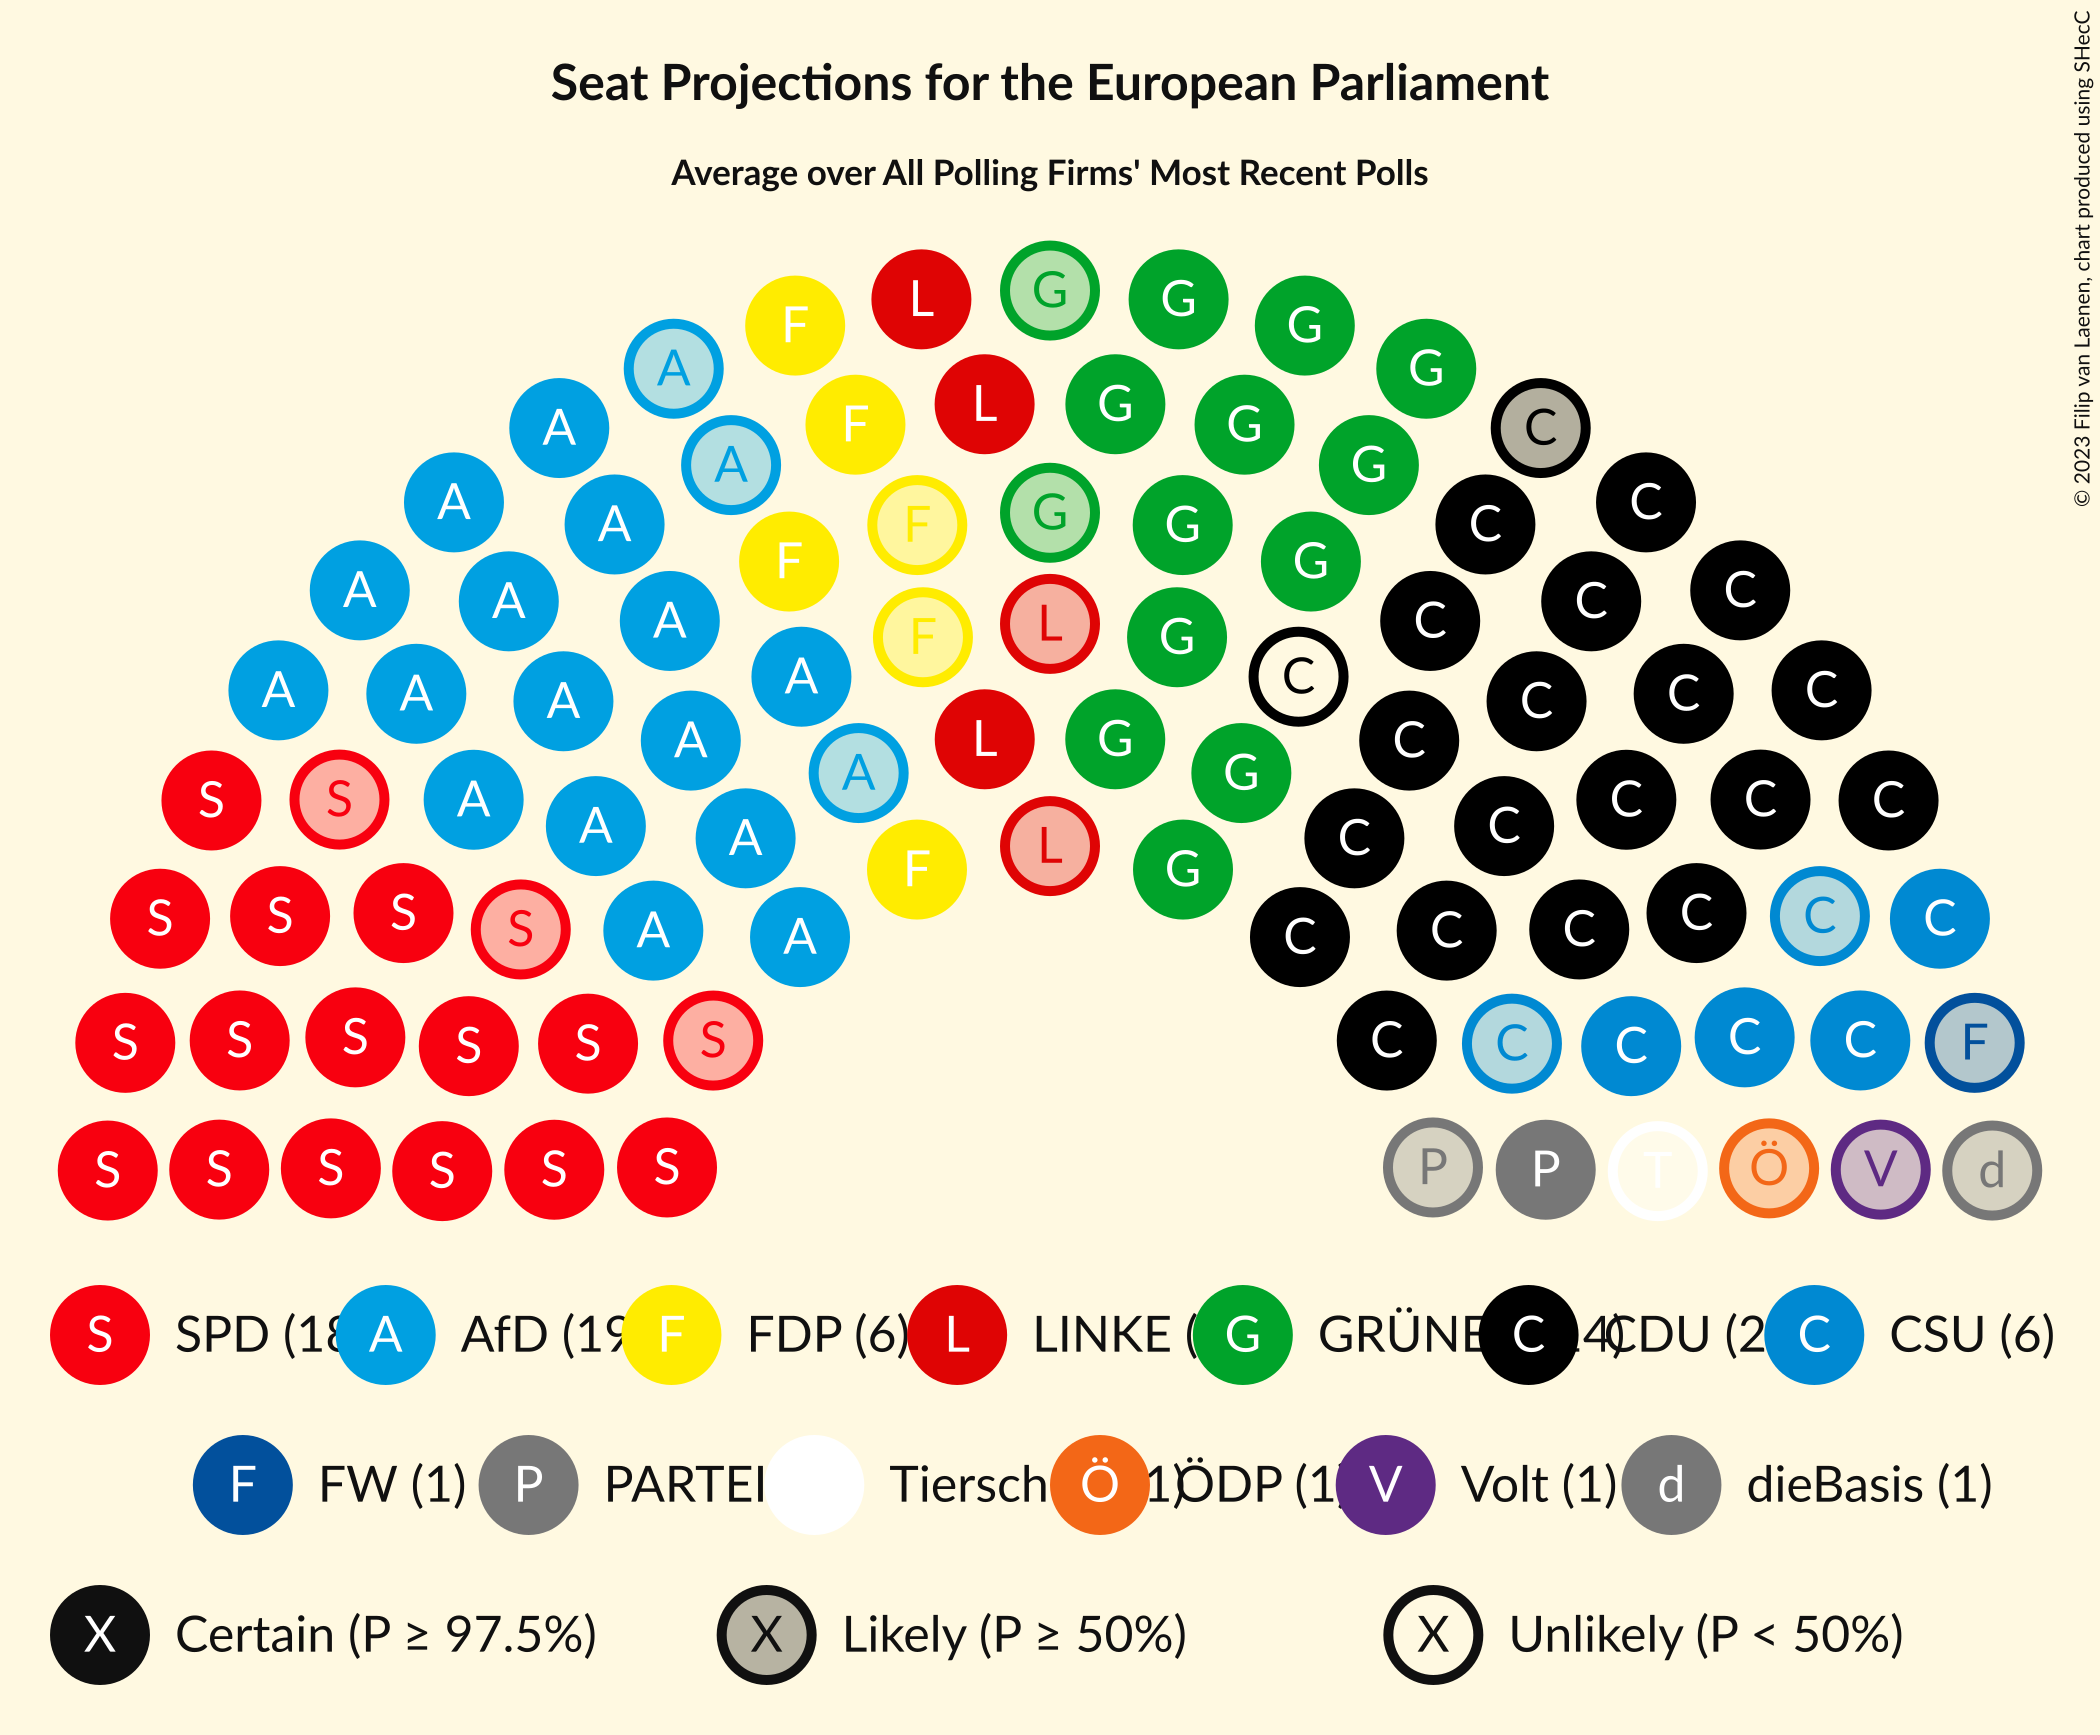 Seat Projections for the European Parliament
Average over All Polling Firms' Most Recent Polls
© 2023 Filip van Laenen, chart produced using SHecC
L G G
F G
A F L G G G
A A F G C
A A F G G G C C
A F L G G C C
A A A F G C C C
A A A A L G C C C C
S S A A A A G G C C C C C
S S S S A A F L G C C C C C C
S S S S S S C C C C C F
S S S S S S P P T Ö V d
S SPD (18 A AfD (19 F FDP (6) L LINKE ( G GRÜNE 4) C CDU (2 C CSU (6)
F FW (1) P PARTEI Tiersch 1) Ö ÖDP (1) V Volt (1) d dieBasis (1)
X Certain (P ≥ 97.5%) X Likely (P ≥ 50%) X Unlikely (P < 50%)